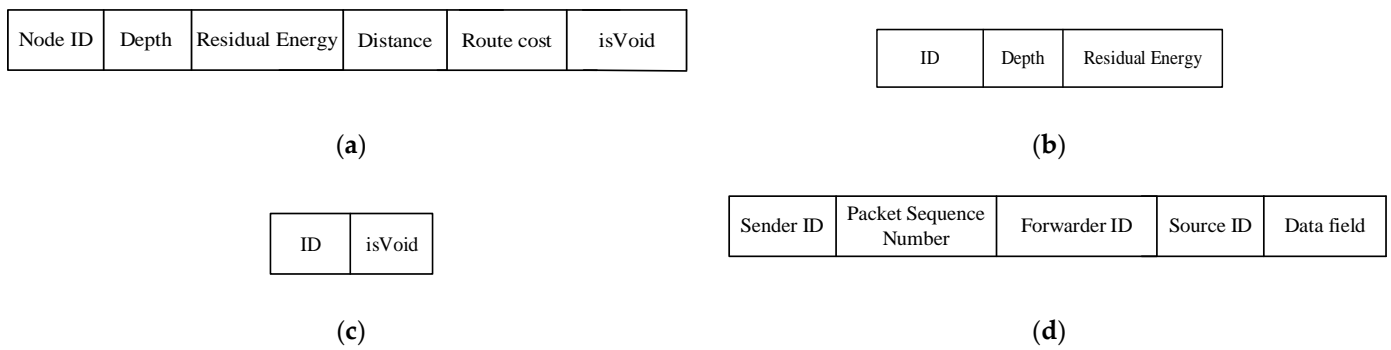 Node ID Depth Residual Energy Distance Route cost isVoid
(a)
ID Depth Residual Energy
(b)
ID isVoid
(c)
Sender ID Packet Sequence Number Forwarder ID Source ID Data field
(d)